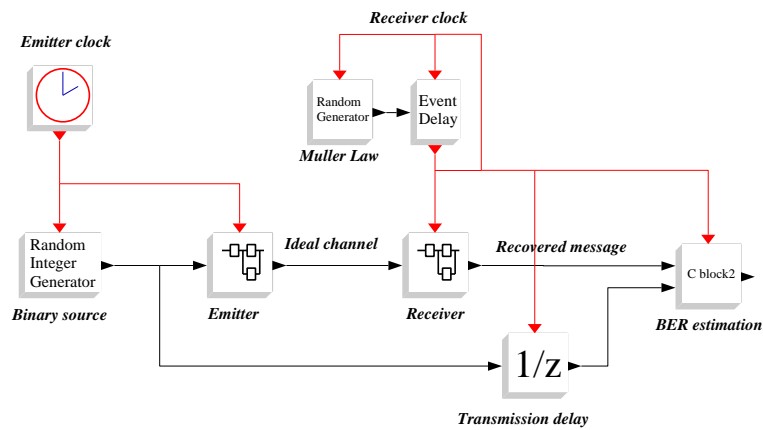 Receiver clock
Emitter clock
Random
Generator
Event
Delay
Muller Law
Random
Integer
Generator
Ideal channel
Recovered message
C block2
Binary source
Emitter
Receiver
BER estimation
1/z
Transmission delay